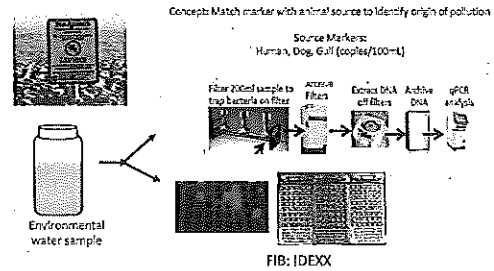 Concept: Match marker with animal source to identify origin of pollution
Source Markers:
Human, Dog, Gull (copies/100mL)
Filter 200ml sample to
trap bacteria on filter
Archive
Filters
Extract DNA
off filters
Archive
DNA
qPCR
analysis
Environmental
water sample
FIB: IDEXX